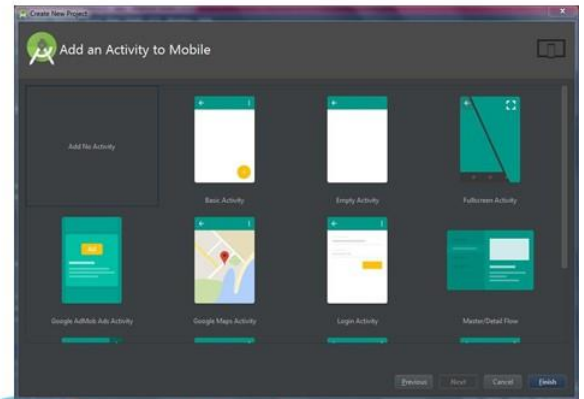 Create New Project
Add an Activity to Mobile
Add No Activity
Basic Activity
Empty Activity
Fullscreen Activity
Ad
Google AdMob Ads Activity
Google Maps Activity
Login Activity
Master/Detail Flow
Previous
Next
Cancel
Finish